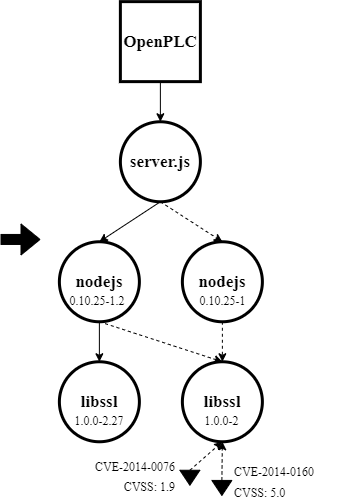 OpenPLC
server.js
nodejs
0.10.25-1.2
nodejs
0.10.25-1
libssl
1.0.0-2.27
libssl
1.0.0-2
CVE-2014-0076
CVSS: 1.9
CVE-2014-0160
CVSS: 5.0